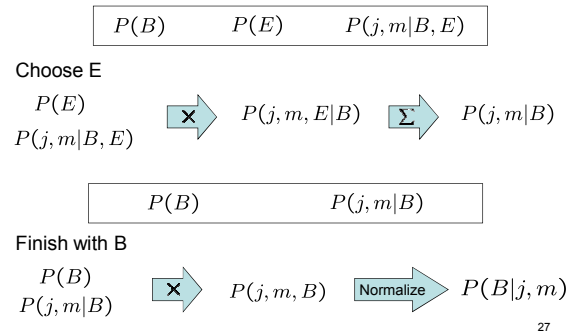 P(B) P(E) P(j, m|B, E)
Choose E
P(E)
P(j, m|B, E)
× P(j, m, E|B) Σ P(j, m|B)
P(B) P(j, m|B)
Finish with B
P(B)
P(j, m|B)
× P(j, m, B) Normalize P(B|j, m)
27